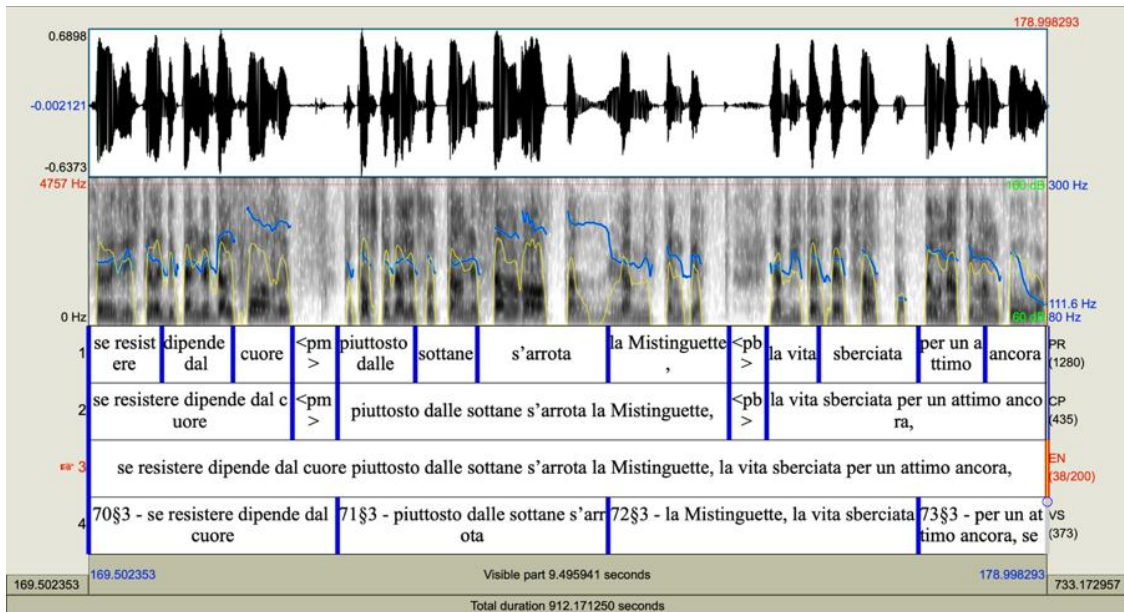 178.998293
0.6898
-0.002121
-0.6373
4757 Hz
100 dB
300 Hz
111.6 Hz
0 Hz
60 dB
80 Hz
1
se resist
ere
dipende
dal
cuore
<pm
>
piuttosto
dalle
sottane
s’arrota
la Mistinguette
,
<pb
>
la vita
sberciata
per un a
ttimo
ancora
PR
(1280)
2
se resistere dipende dal c
uore
<pm
>
piuttosto dalle sottane s’arrota la Mistinguette,
<pb
>
la vita sberciata per un attimo anco
ra,
CP
(435)
3
se resistere dipende dal cuore piuttosto dalle sottane s’arrota la Mistinguette, la vita sberciata per un attimo ancora,
EN
(38/200)
4
70§3 - se resistere dipende dal
cuore
71§3 - piuttosto dalle sottane s’arr
ota
72§3 - la Mistinguette, la vita sberciata
73§3 - per un at
timo ancora, se
VS
(373)
169.502353
169.502353
Visible part 9.495941 seconds
178.998293
733.172957
Total duration 912.171250 seconds